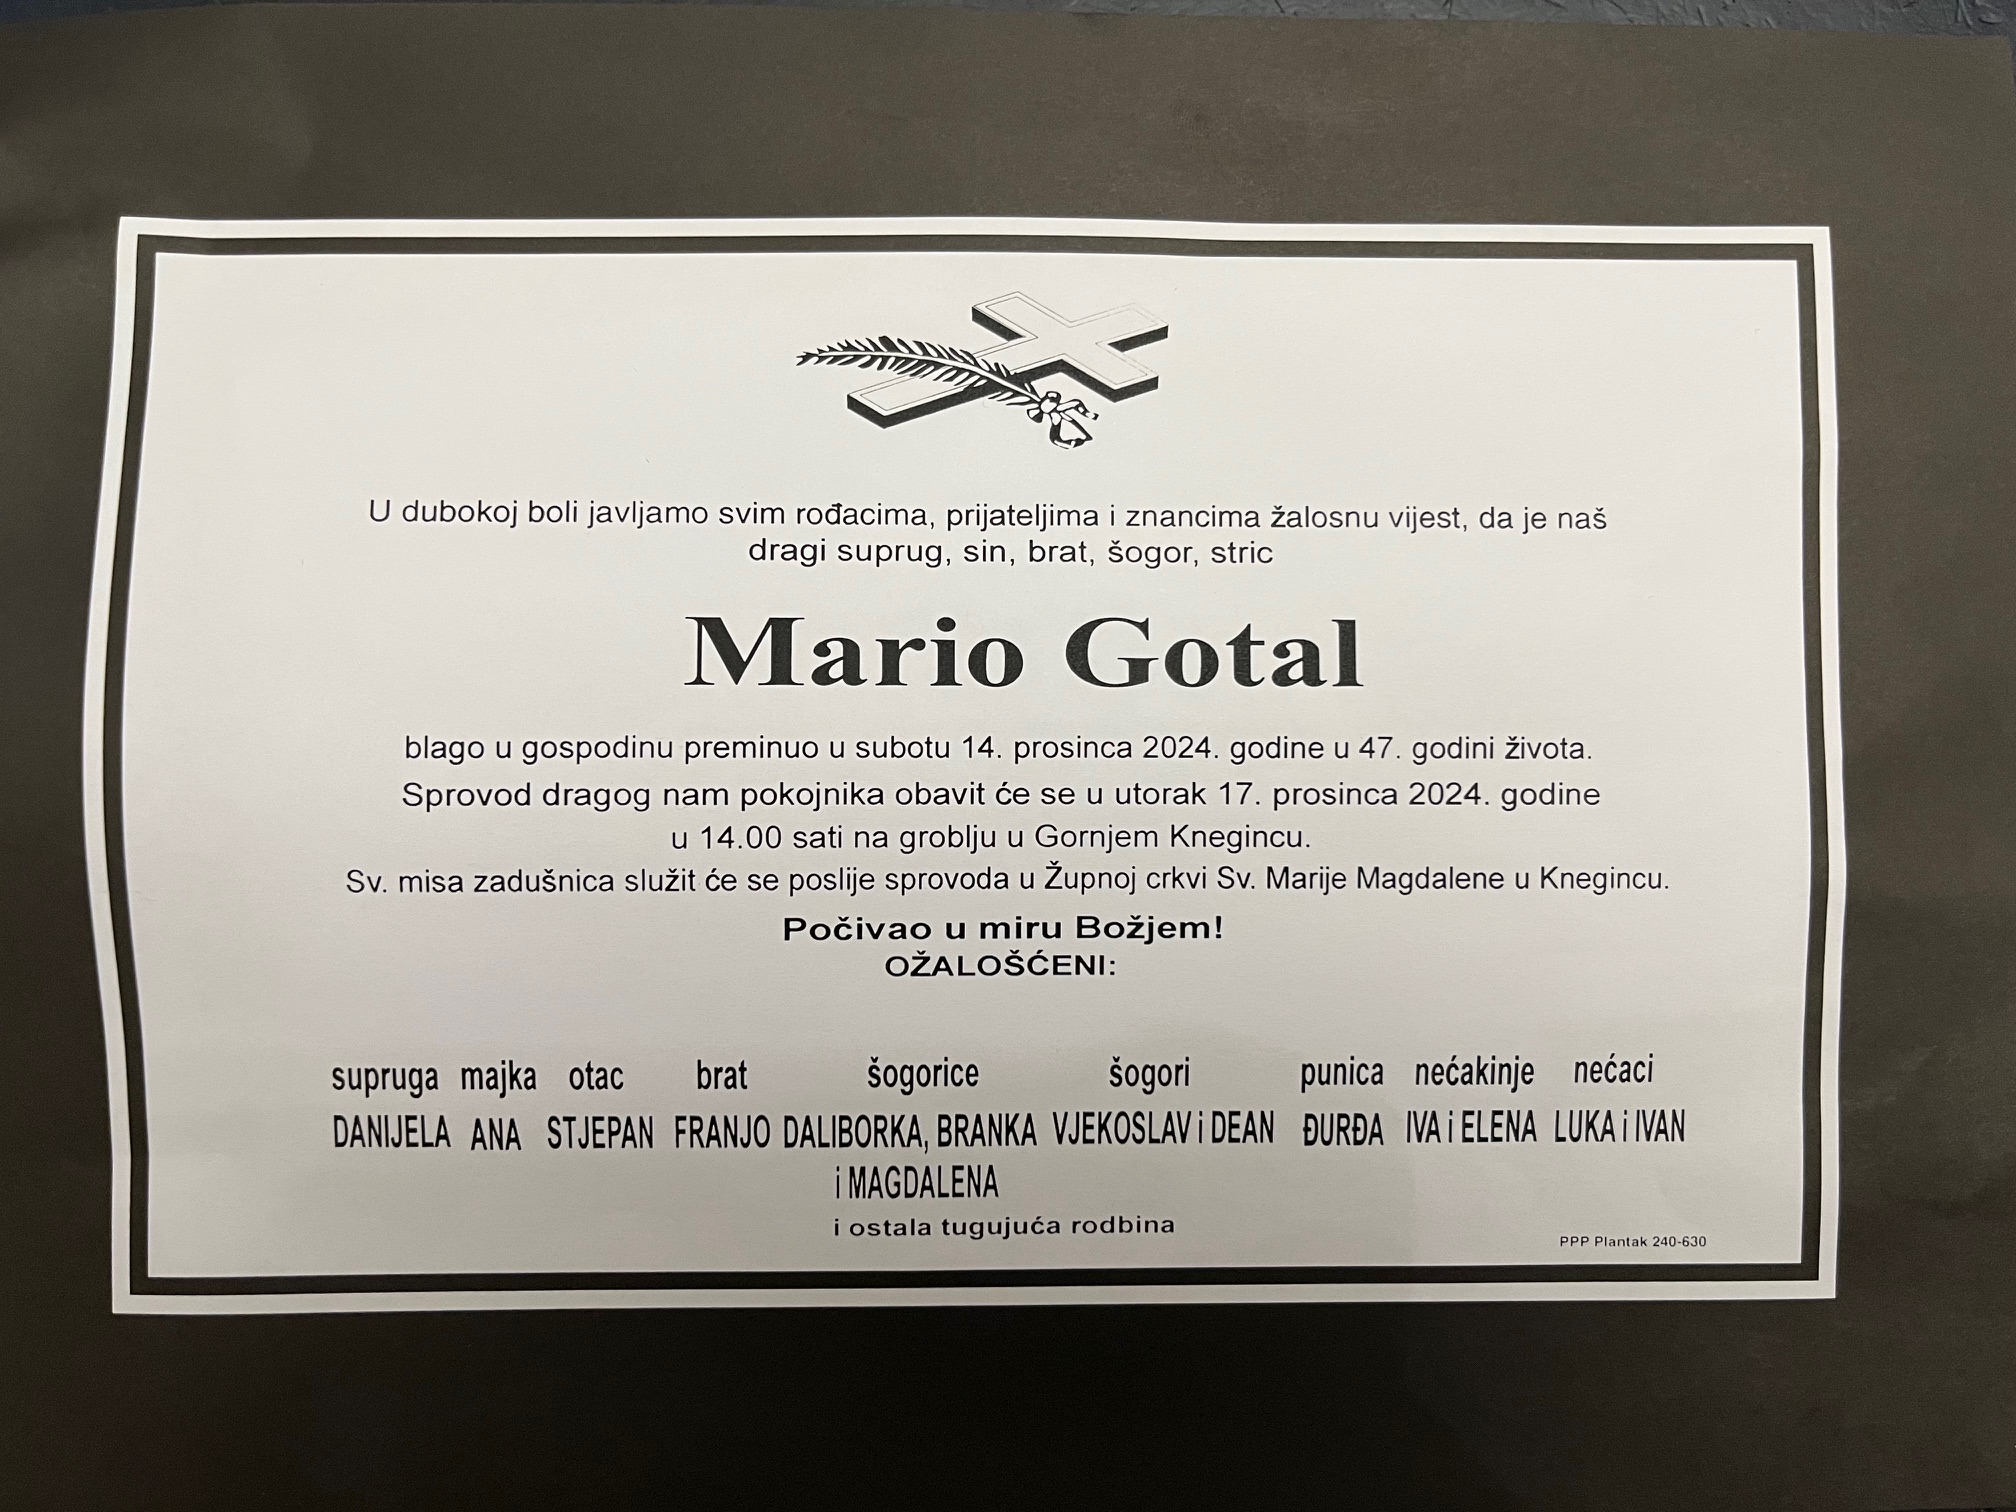 U dubokoj boli javljamo svim rođacima, prijateljima i znancima žalosnu vijest, da je naš
dragi suprug, sin, brat, šogor, stric
Mario Gotal
blago u gospodinu preminuo u subotu 14. prosinca 2024. godine u 47. godini života.
Sprovod dragog nam pokojnika obavit će se u utorak 17. prosinca 2024. godine
u 14.00 sati na groblju u Gornjem Knegincu.
Sv. misa zadušnica služit će se poslije sprovoda u Župnoj crkvi Sv. Marije Magdalene u Knegincu.
Počivao u miru Božjem!
OŽALOŠĆENI:
supruga majka otac brat šogorice šogori punica nećakinje nećaci
DANIJELA ANA STJEPAN FRANJO DALIBORKA, BRANKA VJEKOSLAV i DEAN ĐURĐA IVA i ELENA LUKA i IVAN
i MAGDALENA
i ostala tugujuća rodbina
PPP Plantak 240-630